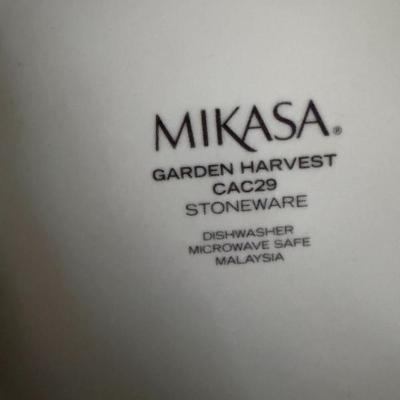 MIKASA®
GARDEN HARVEST
CAC29
STONEWARE
DISHWASHER
MICROWAVE SAFE
MALAYSIA